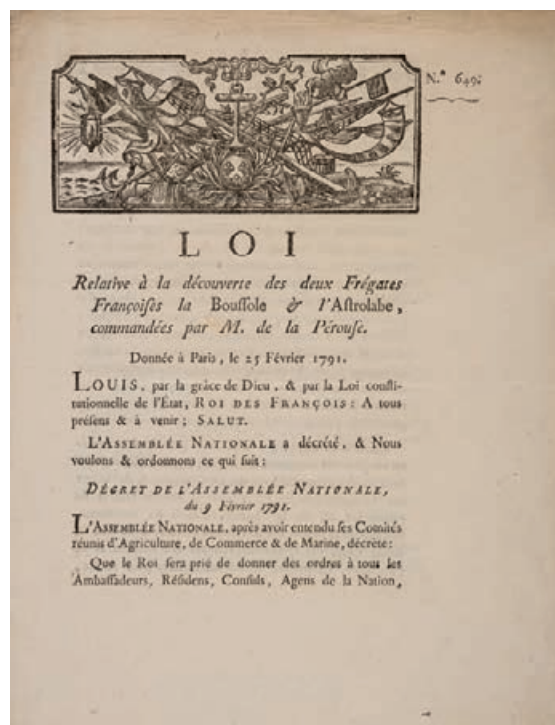 N.° 649.
LOI
Relative à la découverte des deux Frégates
Françoiſes la Bouſſole & l'Aſtrolabe,
commandées par M. de la Pérouſe.
Donnée à Paris, le 25 Février 1791.
LOUIS, par la grâce de Dieu, & par la Loi conſti-
tutionnelle de l'État, ROI DES FRANÇOIS: A tous
préſens & à venir; SALUT.
L'ASSEMBLÉE NATIONALE a décrété, & Nous
voulons & ordonnons ce qui ſuit:
DÉCRET DE L'ASSEMBLÉE NATIONALE,
du 9 Février 1791.
L'ASSEMBLÉE NATIONALE, après avoir entendu ſes Comités
réunis d'Agriculture, de Commerce & de Marine, décrète:
Que le Roi ſera prié de donner des ordres à tous les
Ambaſſadeurs, Réſidens, Conſuls, Agens de la Nation,